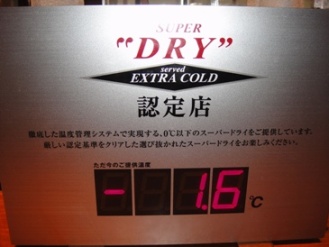 SUPER
"DRY"
served
EXTRA COLD
認定店
徹底した温度管理システムで実現する、0℃以下のスーパードライをご提供しています。
厳しい認定基準をクリアした選び抜かれたスーパードライをお楽しみください。
ただ今のご提供温度
-1.6 ℃